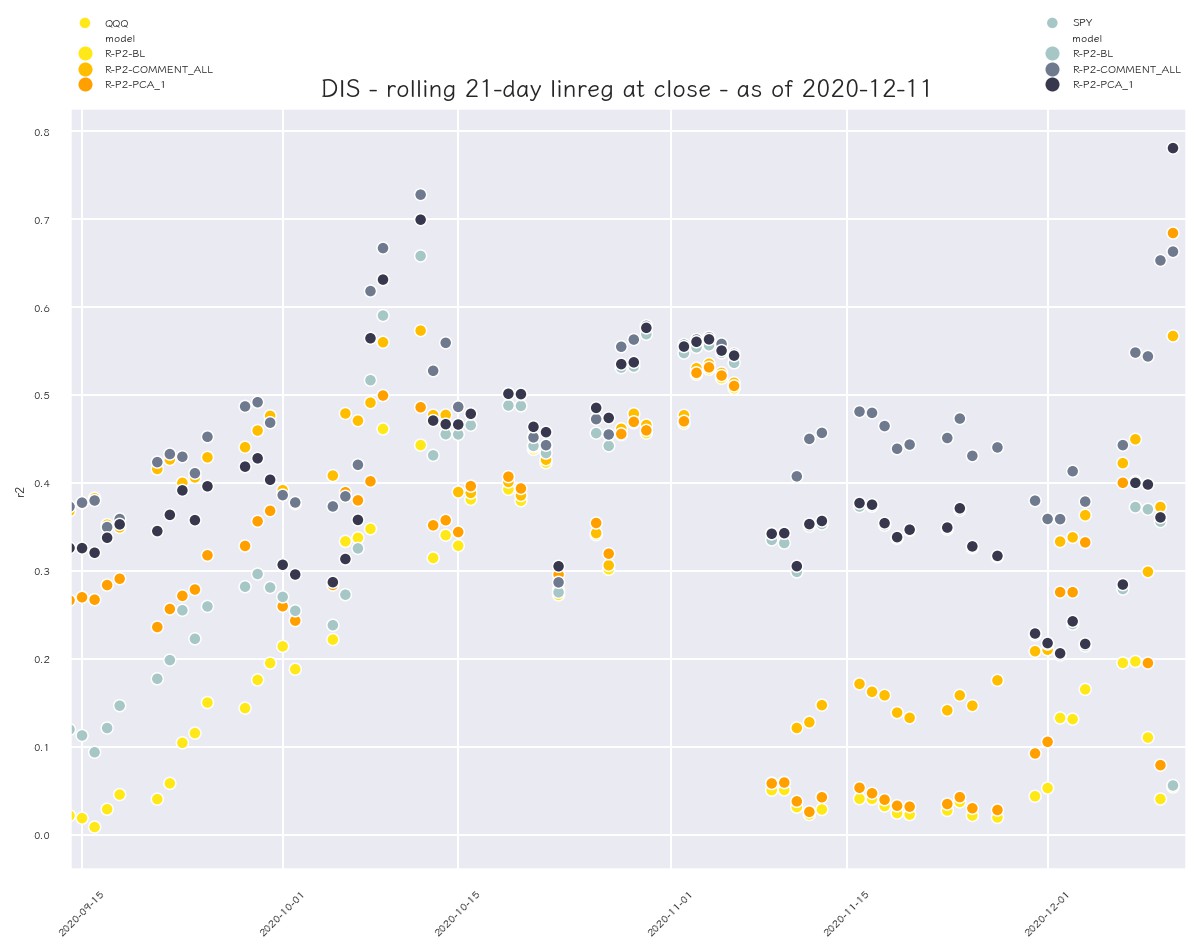 QQQ
model
R-P2-BL
R-P2-COMMENT_ALL
R-P2-PCA_1
SPY
model
R-P2-BL
R-P2-COMMENT_ALL
R-P2-PCA_1
DIS - rolling 21-day linreg at close - as of 2020-12-11
0.8
0.7
0.6
0.5
0.4
0.3
0.2
0.1
0.0
r2
2020-09-15
2020-10-01
2020-10-15
2020-11-01
2020-11-15
2020-12-01